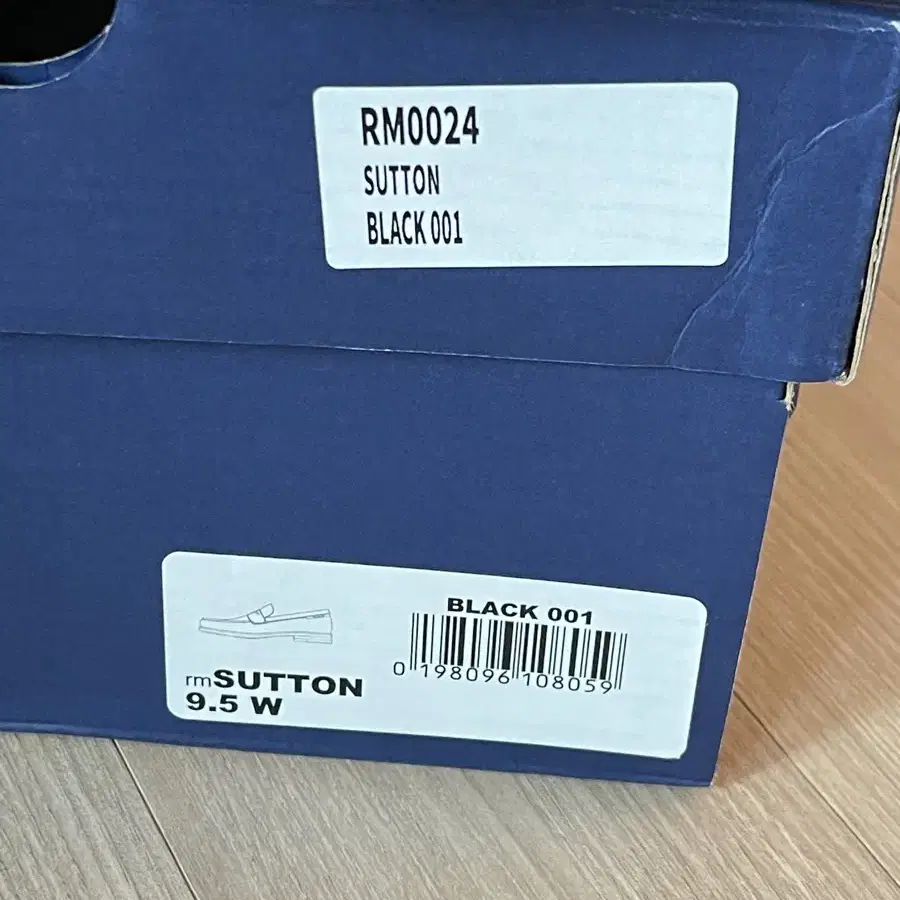 RM0024
SUTTON
BLACK 001
BLACK 001
0 198096 108059
rmSUTTON
9.5 W